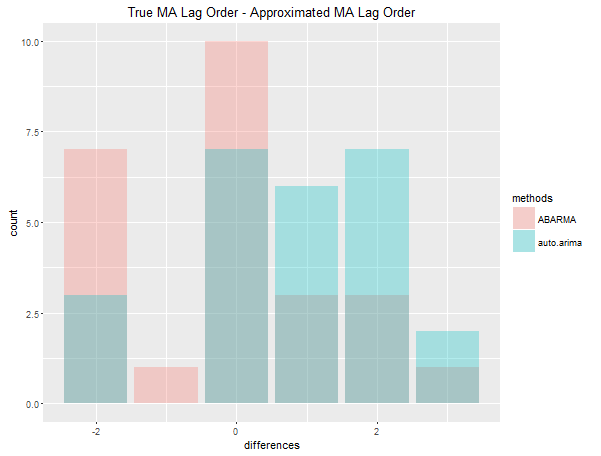 True MA Lag Order - Approximated MA Lag Order
10.0
7.5
5.0
2.5
0.0
count
-2
0
2
differences
methods
ABARMA
auto.arima